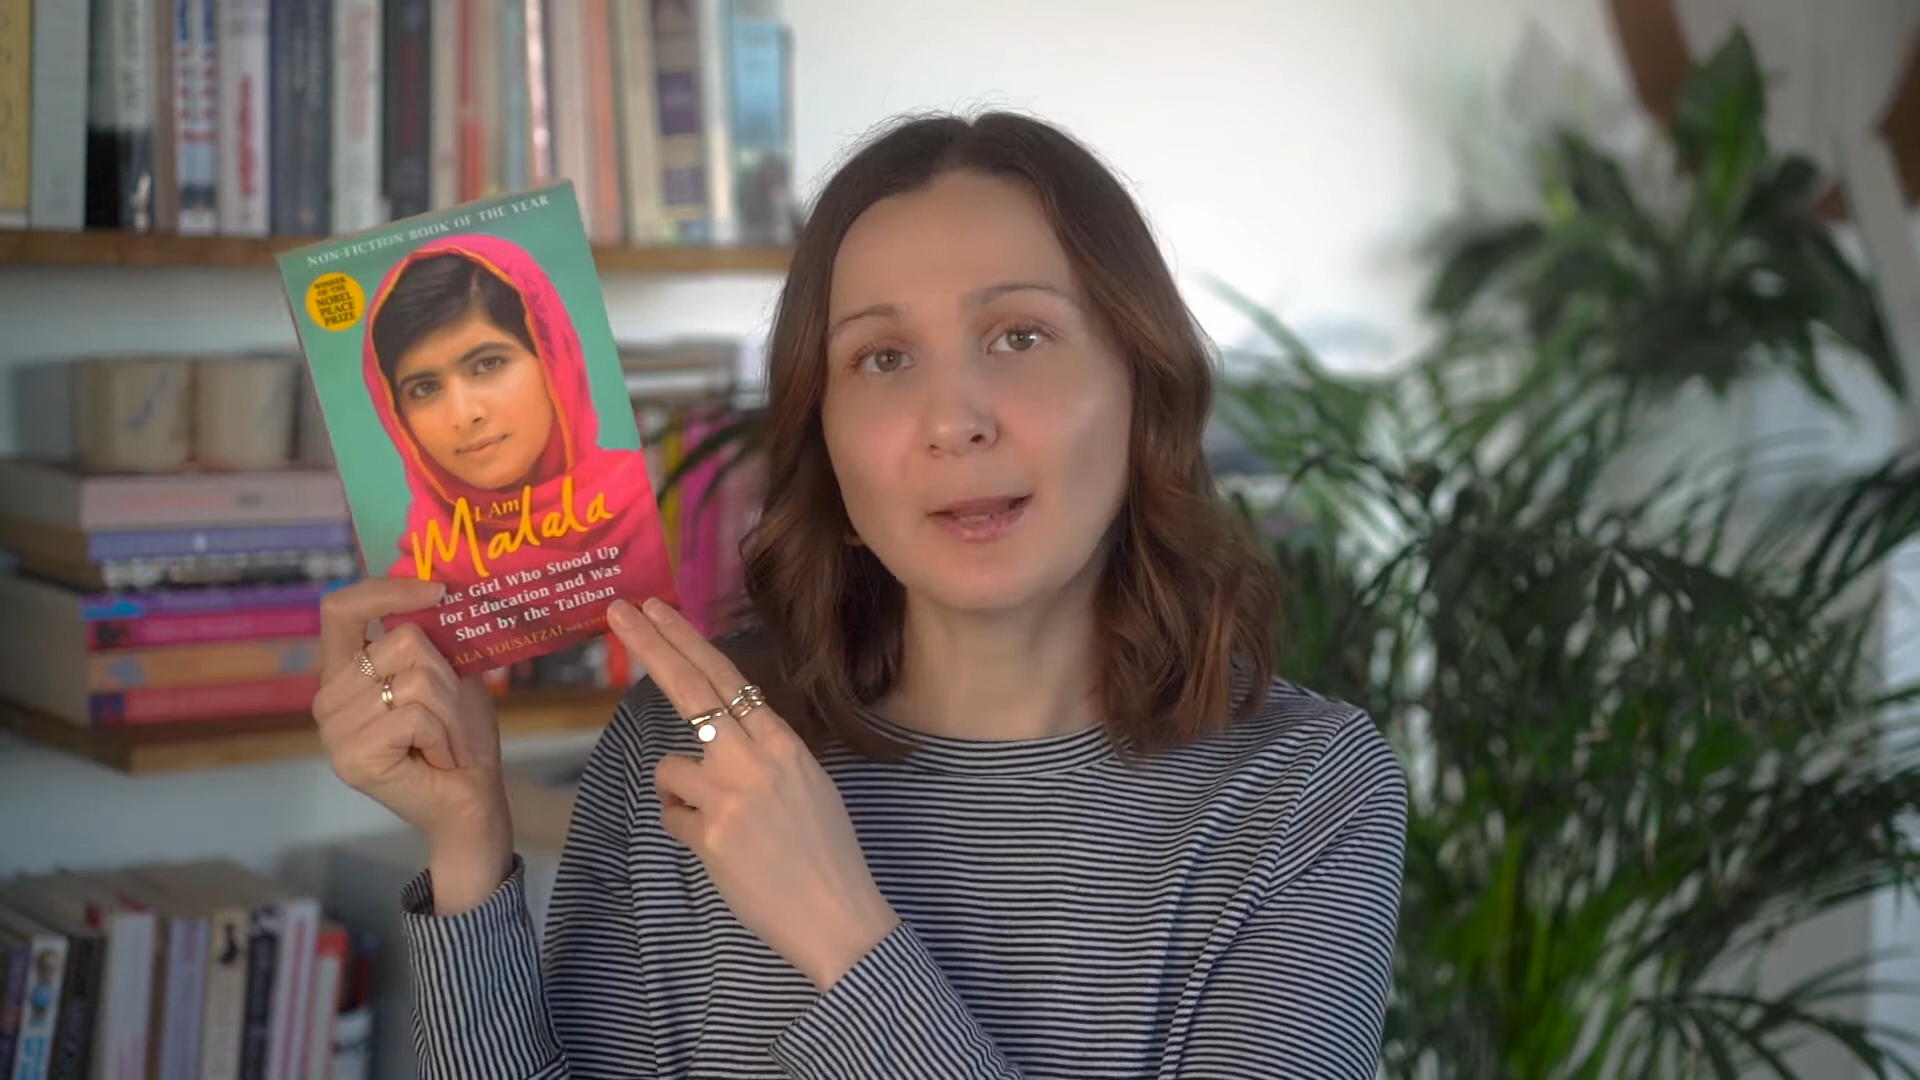 NON-FICTION BOOK OF THE YEAR
WINNER
OF THE
NOBEL
PEACE
PRIZE
I Am
Malala
The Girl Who Stood Up
for Education and Was
Shot by the Taliban
YOUSAFZAI